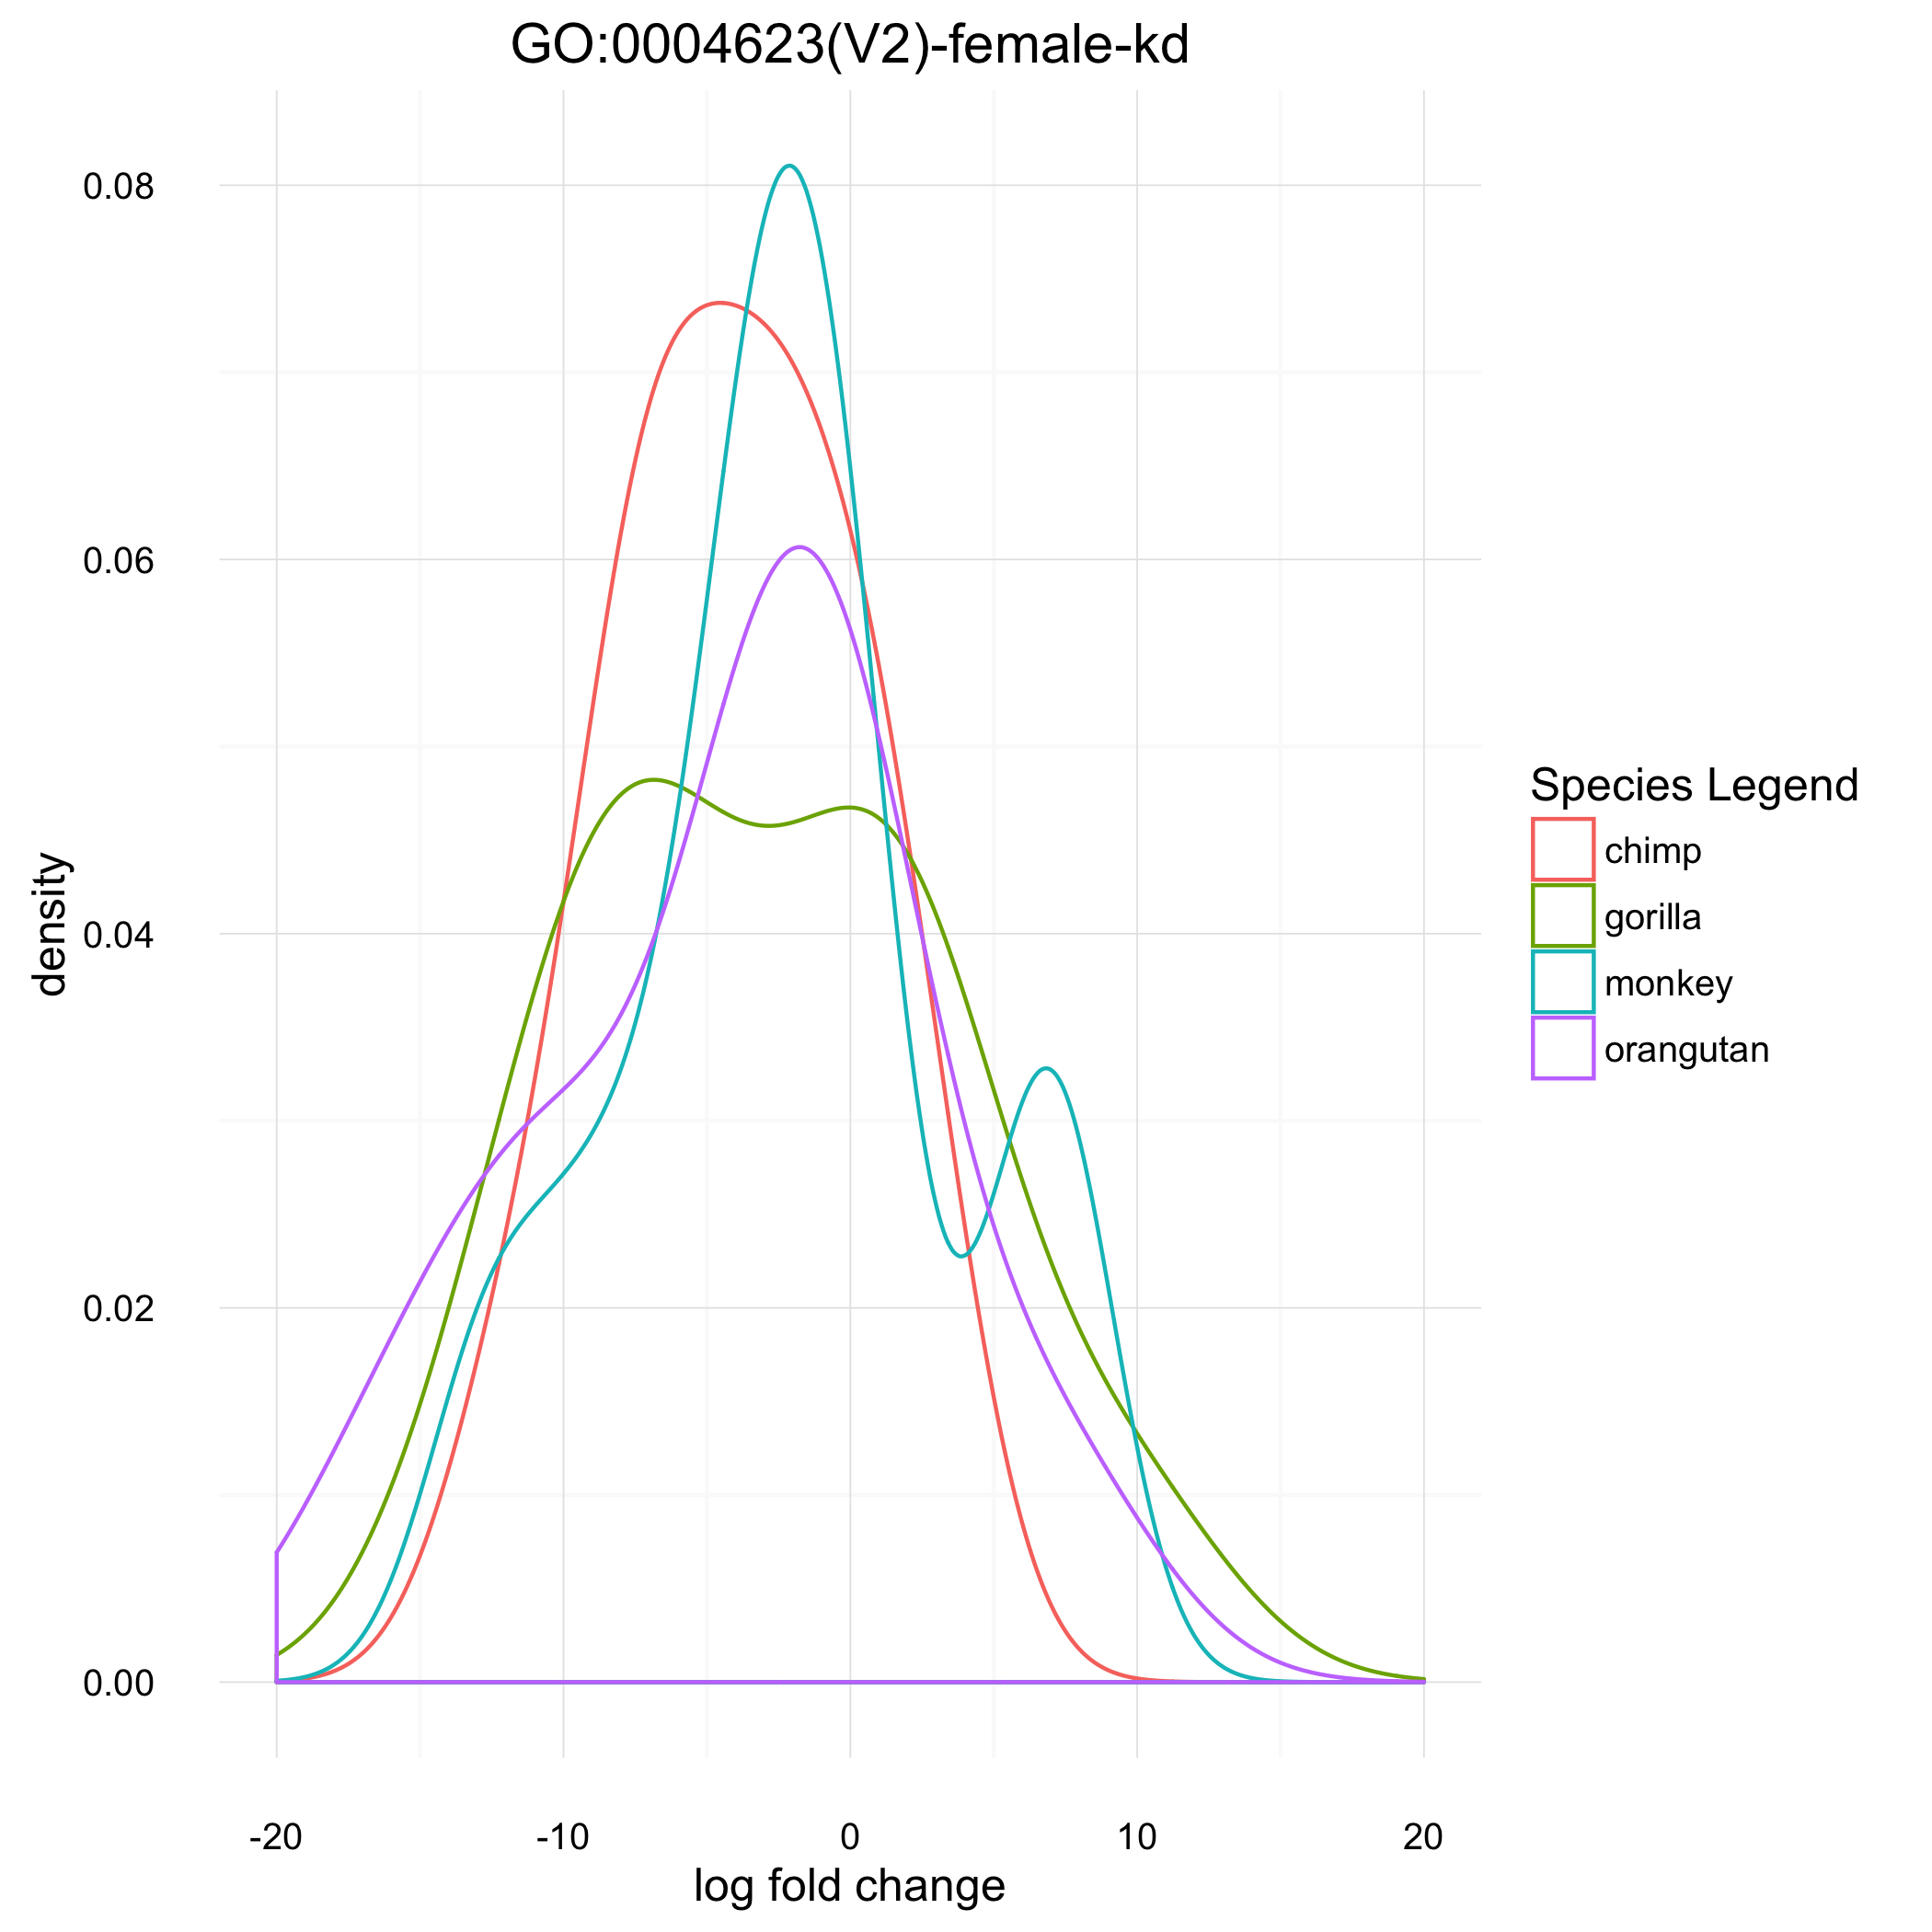 GO:0004623(V2)-female-kd
0.08
0.06
0.04
0.02
0.00
density
-20
-10
0
10
20
log fold change
Species Legend
chimp
gorilla
monkey
orangutan